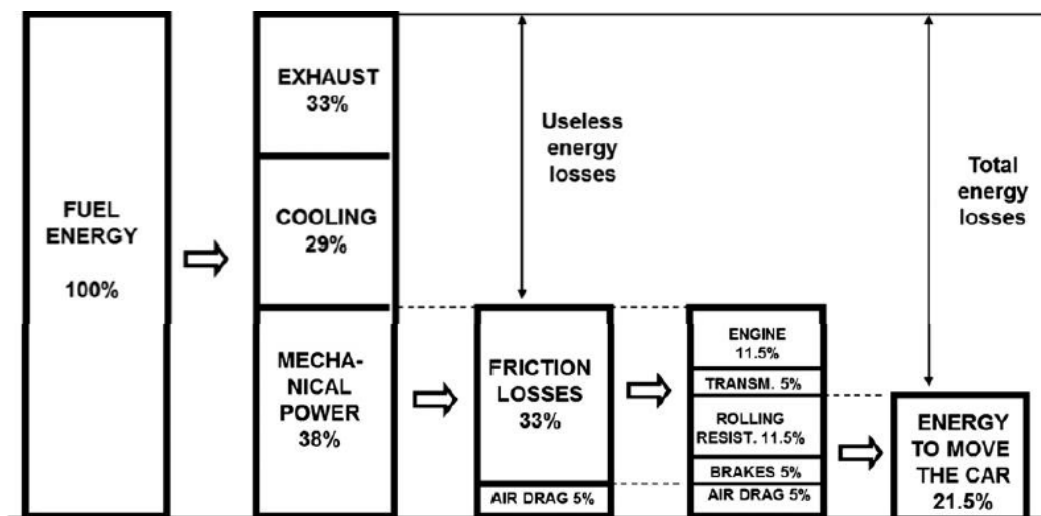 FUEL
ENERGY
100%
EXHAUST
33%
COOLING
29%
MECHA-
NICAL
POWER
38%
Useless
energy
losses
FRICTION
LOSSES
33%
AIR DRAG 5%
ENGINE
11.5%
TRANSM. 5%
ROLLING
RESIST. 11.5%
BRAKES 5%
AIR DRAG 5%
Total
energy
losses
ENERGY
TO MOVE
THE CAR
21.5%